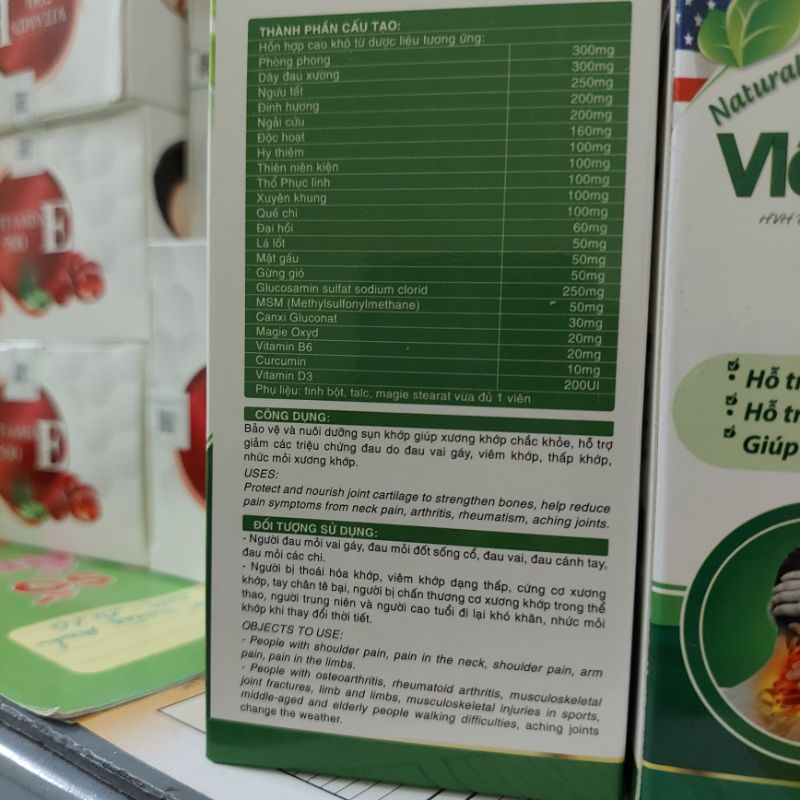 THÀNH PHẦN CẤU TẠO:
Hỗn hợp cao khô từ dược liệu tương ứng:
Phòng phong 300mg
Dây đau xương 300mg
Ngưu tất 250mg
Đinh hương 200mg
Ngải cứu 200mg
Độc hoạt 160mg
Hy thiêm 100mg
Thiên niên kiện 100mg
Thổ Phục linh 100mg
Xuyên khung 100mg
Quế chi 100mg
Đại hồi 60mg
Lá lốt 50mg
Mật gấu 50mg
Gừng gió 50mg
Glucosamin sulfat sodium clorid 250mg
MSM (Methylsulfonylmethane) 50mg
Canxi Gluconat 30mg
Magie Oxyd 20mg
Vitamin B6 20mg
Curcumin 10mg
Vitamin D3 200UI
Phụ liệu: tinh bột, talc, magie stearat vừa đủ 1 viên
CÔNG DỤNG:
Bảo vệ và nuôi dưỡng sụn khớp giúp xương khớp chắc khỏe, hỗ trợ
giảm các triệu chứng đau do đau vai gáy, viêm khớp, thấp khớp,
nhức mỏi xương khớp.
USES:
Protect and nourish joint cartilage to strengthen bones, help reduce
pain symptoms from neck pain, arthritis, rheumatism, aching joints.
ĐỐI TƯỢNG SỬ DỤNG:
- Người đau mỏi vai gáy, đau mỏi đốt sống cổ, đau vai, đau cánh tay,
đau mỏi các chi.
- Người bị thoái hóa khớp, viêm khớp dạng thấp, cứng cơ xương
khớp, tay chân tê bại, người bị chấn thương cơ xương khớp trong thể
thao, người trung niên và người cao tuổi đi lại khó khăn, nhức mỏi
khớp khi thay đổi thời tiết.
OBJECTS TO USE:
- People with shoulder pain, pain in the neck, shoulder pain, arm
pain, pain in the limbs.
- People with osteoarthritis, rheumatoid arthritis, musculoskeletal
joint fractures, limb and limbs, musculoskeletal injuries in sports,
middle-aged and elderly people walking difficulties, aching joints
change the weather.
Natural
Hỗ
Hỗ
Giúp
E
E